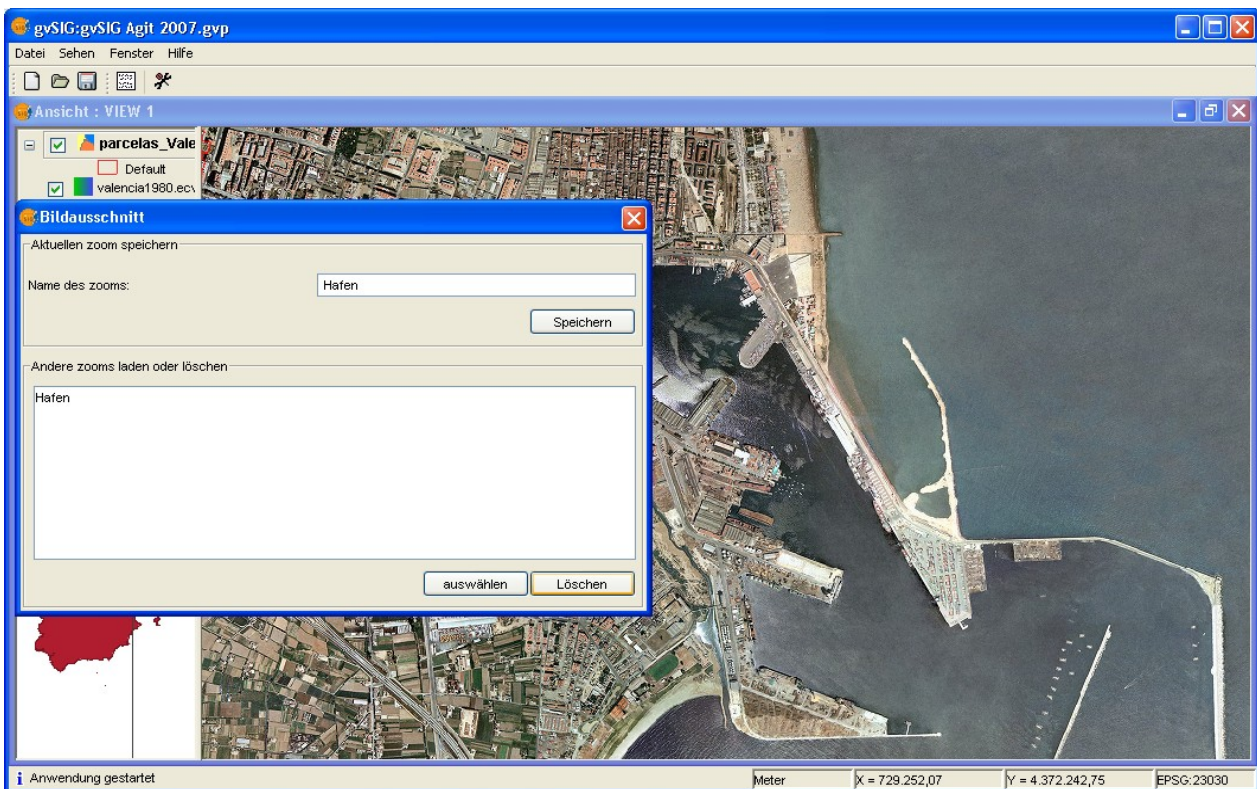 gvSIG:gvSIG Agit 2007.gvp
Datei Sehen Fenster Hilfe
Ansicht : VIEW 1
parcelas_Vale
Default
valencia1980.ecw
Bildausschnitt
Aktuellen zoom speichern
Name des zooms:
Hafen
Speichern
Andere zooms laden oder löschen
Hafen
auswählen
Löschen
Anwendung gestartet
Meter
X = 729.252,07
Y = 4.372.242,75
EPSG:23030